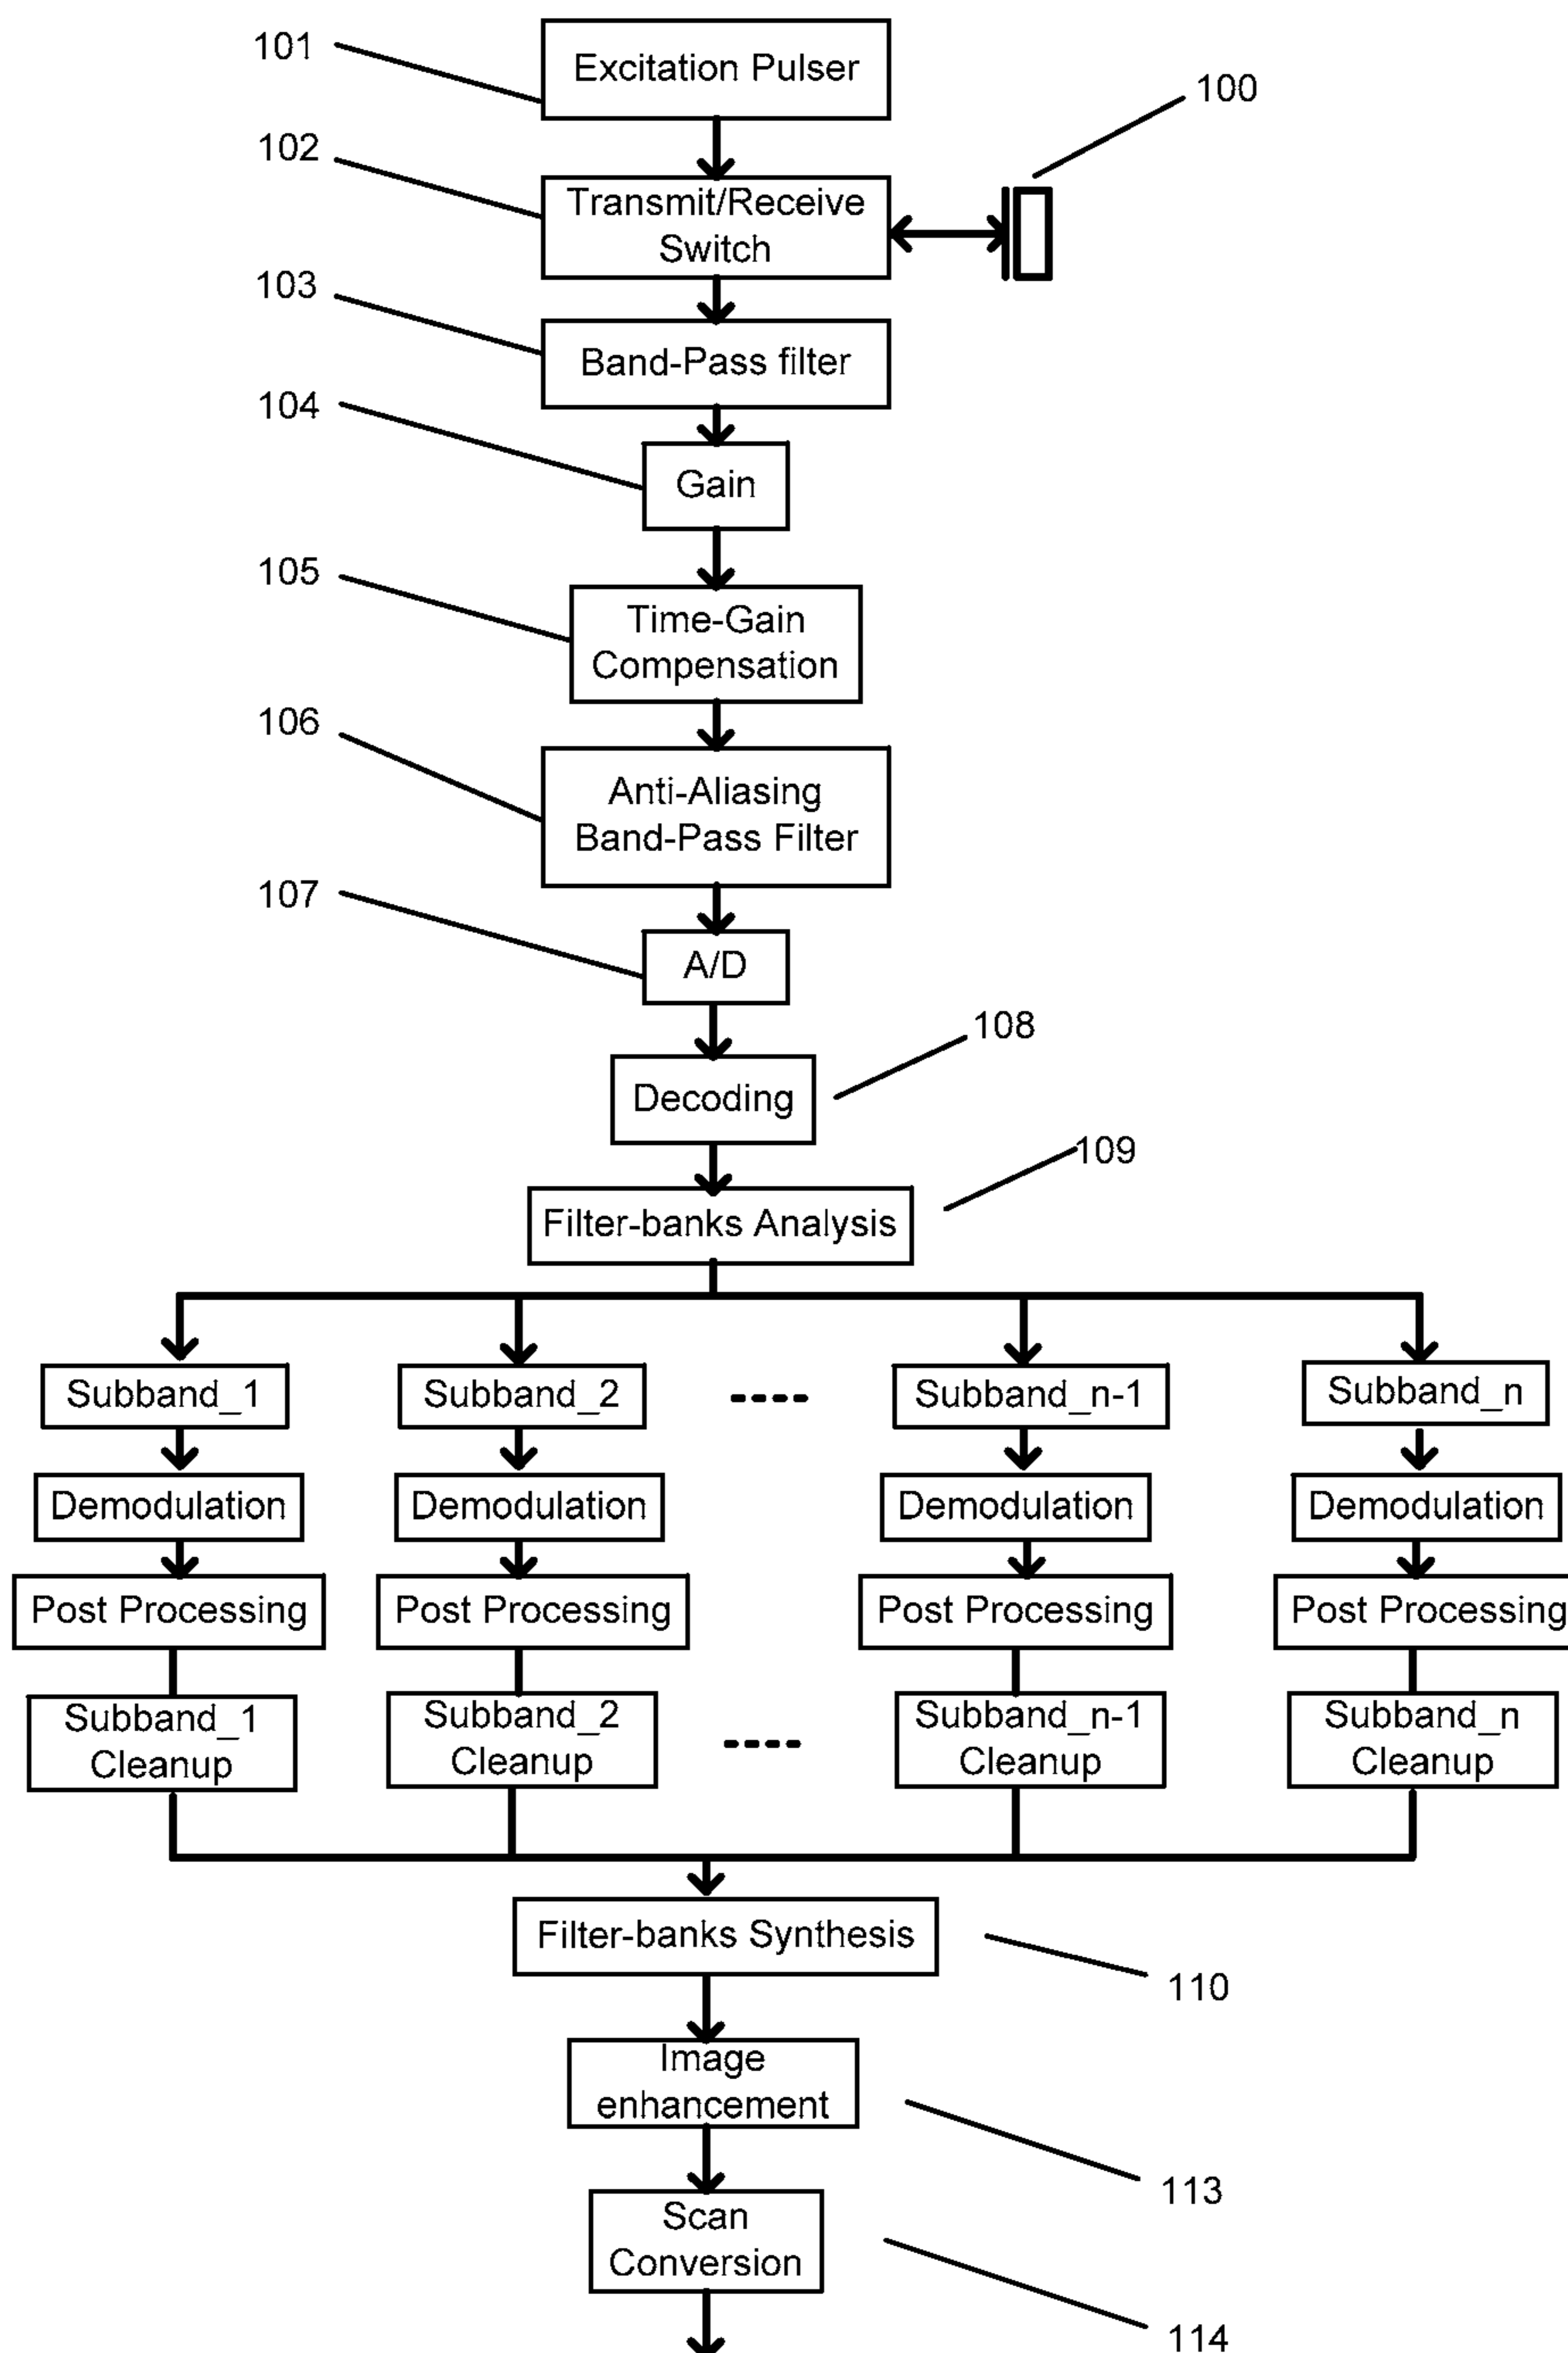 101
Excitation Pulser
100
102
Transmit/Receive
Switch
103
Band-Pass filter
104
Gain
105
Time-Gain
Compensation
106
Anti-Aliasing
Band-Pass Filter
107
A/D
108
Decoding
109
Filter-banks Analysis
Subband_1
Subband_2
----
Subband_n-1
Subband_n
Demodulation
Demodulation
Demodulation
Demodulation
Post Processing
Post Processing
Post Processing
Post Processing
Subband_1
Cleanup
Subband_2
Cleanup
----
Subband_n-1
Cleanup
Subband_n
Cleanup
Filter-banks Synthesis
110
Image
enhancement
113
Scan
Conversion
114